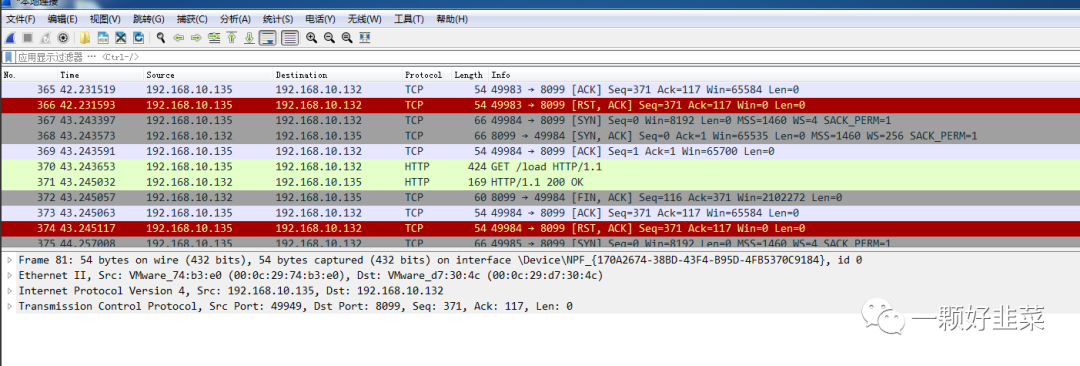 *本地连接
文件(F) 编辑(E) 视图(V) 跳转(G) 捕获(C) 分析(A) 统计(S) 电话(Y) 无线(W) 工具(T) 帮助(H)
应用显示过滤器 … <Ctrl-/>
No. Time Source Destination Protocol Length Info
365 42.231519 192.168.10.135 192.168.10.132 TCP 54 49983 → 8099 [ACK] Seq=371 Ack=117 Win=65584 Len=0
366 42.231593 192.168.10.135 192.168.10.132 TCP 54 49983 → 8099 [RST, ACK] Seq=371 Ack=117 Win=0 Len=0
367 43.243397 192.168.10.135 192.168.10.132 TCP 66 49984 → 8099 [SYN] Seq=0 Win=8192 Len=0 MSS=1460 WS=4 SACK_PERM=1
368 43.243573 192.168.10.132 192.168.10.135 TCP 66 8099 → 49984 [SYN, ACK] Seq=0 Ack=1 Win=65535 Len=0 MSS=1460 WS=256 SACK_PERM=1
369 43.243591 192.168.10.135 192.168.10.132 TCP 54 49984 → 8099 [ACK] Seq=1 Ack=1 Win=65700 Len=0
370 43.243653 192.168.10.135 192.168.10.132 HTTP 424 GET /load HTTP/1.1
371 43.245032 192.168.10.132 192.168.10.135 HTTP 169 HTTP/1.1 200 OK
372 43.245057 192.168.10.132 192.168.10.135 TCP 60 8099 → 49984 [FIN, ACK] Seq=116 Ack=371 Win=2102272 Len=0
373 43.245063 192.168.10.135 192.168.10.132 TCP 54 49984 → 8099 [ACK] Seq=371 Ack=117 Win=65584 Len=0
374 43.245117 192.168.10.135 192.168.10.132 TCP 54 49984 → 8099 [RST, ACK] Seq=371 Ack=117 Win=0 Len=0
375 44.257008 192.168.10.135 192.168.10.132 TCP 66 49985 → 8099 [SYN] Seq=0 Win=8192 Len=0 MSS=1460 WS=4 SACK_PERM=1
Frame 81: 54 bytes on wire (432 bits), 54 bytes captured (432 bits) on interface \Device\NPF_{170A2674-38BD-43F4-B95D-4FB5370C9184}, id 0
Ethernet II, Src: VMware_74:b3:e0 (00:0c:29:74:b3:e0), Dst: VMware_d7:30:4c (00:0c:29:d7:30:4c)
Internet Protocol Version 4, Src: 192.168.10.135, Dst: 192.168.10.132
Transmission Control Protocol, Src Port: 49949, Dst Port: 8099, Seq: 371, Ack: 117, Len: 0
一颗好韭菜